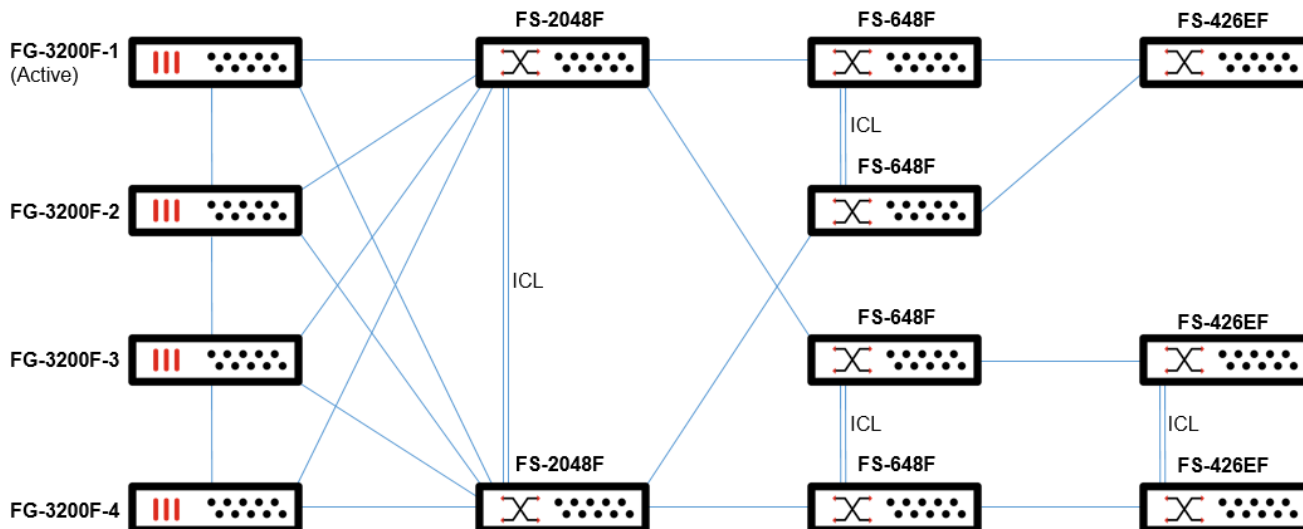 FS-2048F
FS-648F
FS-426EF
FG-3200F-1
(Active)
ICL
FS-648F
FG-3200F-2
ICL
FS-648F
FS-426EF
FG-3200F-3
ICL
ICL
FS-2048F
FS-648F
FS-426EF
FG-3200F-4